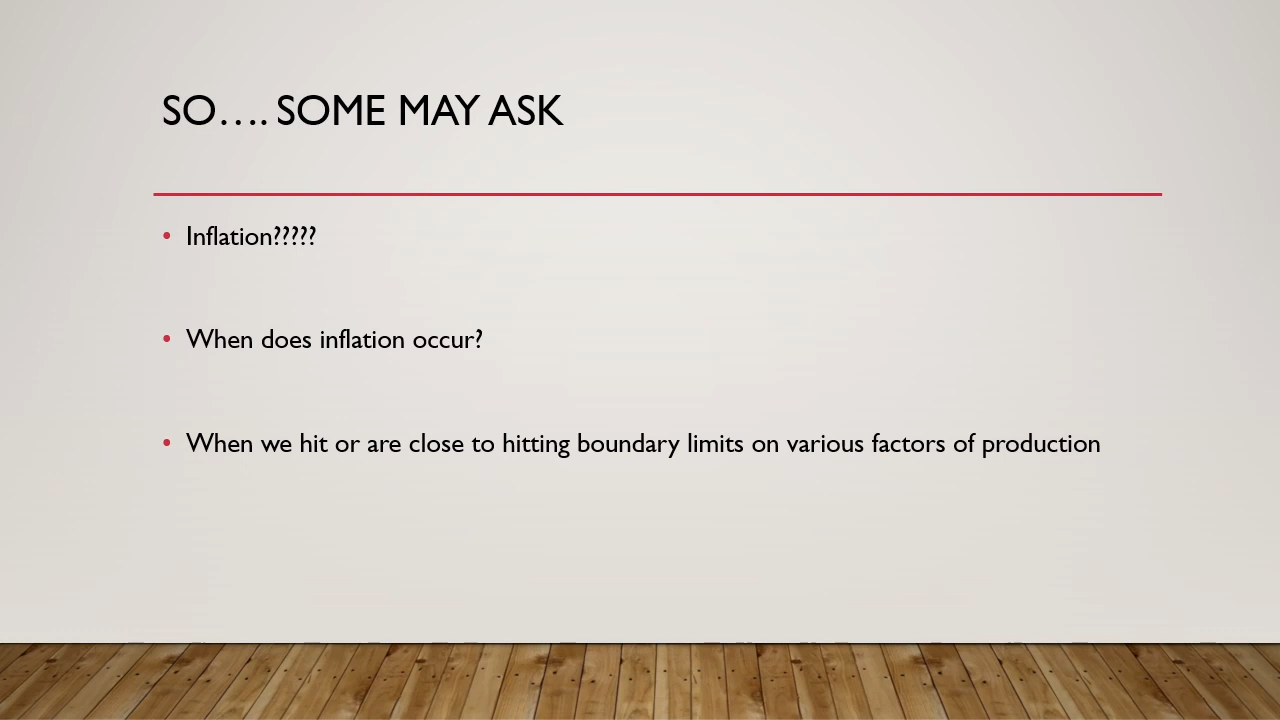 SO…. SOME MAY ASK
• Inflation?????
• When does inflation occur?
• When we hit or are close to hitting boundary limits on various factors of production